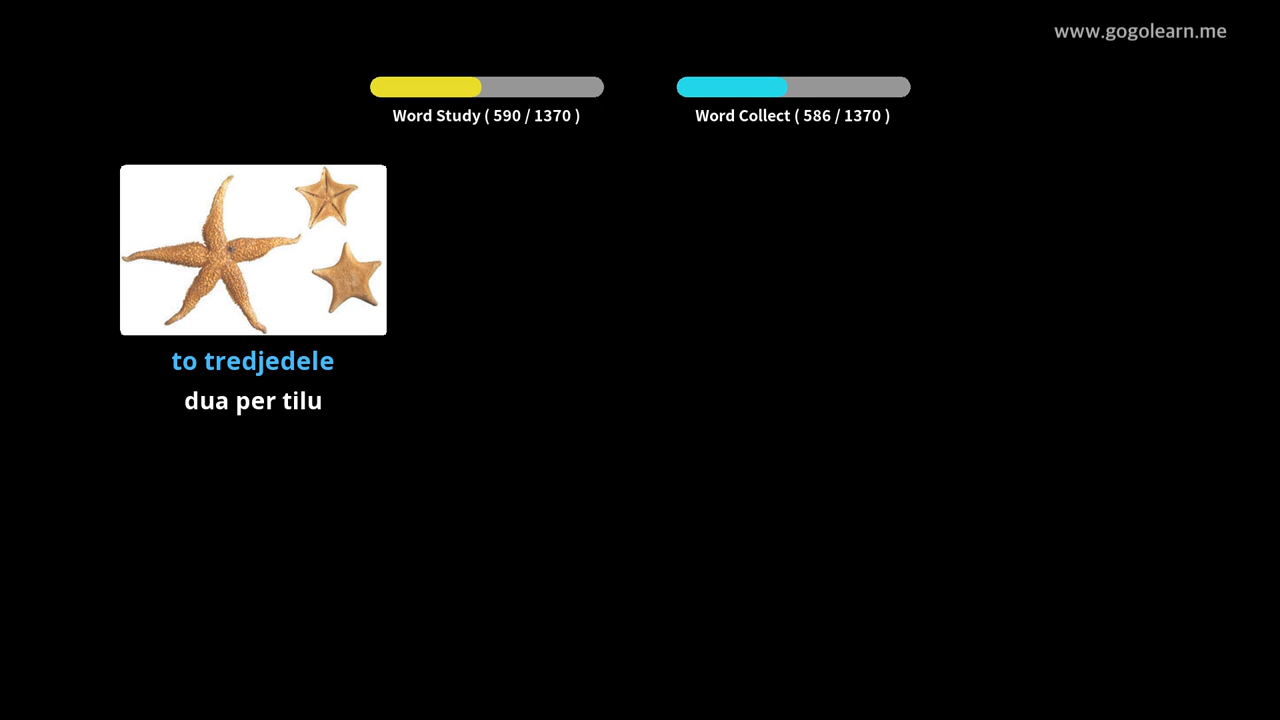 www.gogolearn.me
Word Study ( 590 / 1370 )
Word Collect ( 586 / 1370 )
to tredjedele
dua per tilu